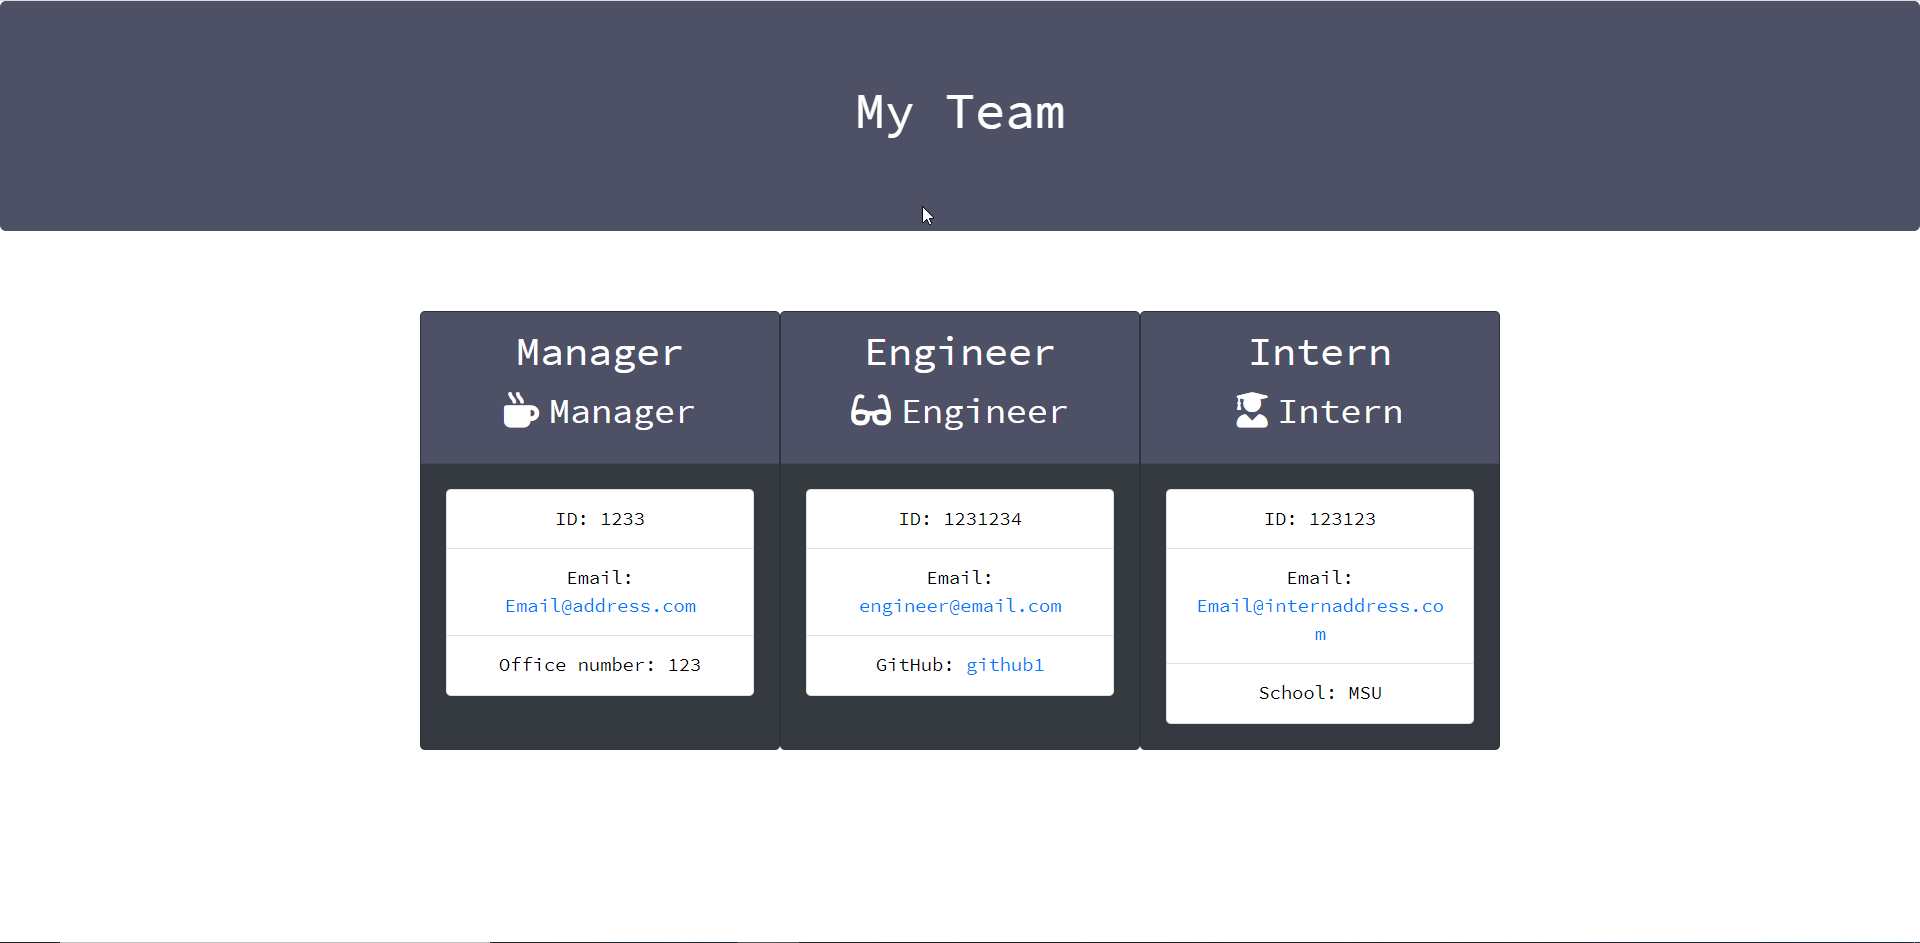 My Team
Manager
Manager
ID: 1233
Email:
Email@address.com
Office number: 123
Engineer
Engineer
ID: 1231234
Email:
engineer@email.com
GitHub: github1
Intern
Intern
ID: 123123
Email:
Email@internaddress.co
m
School: MSU